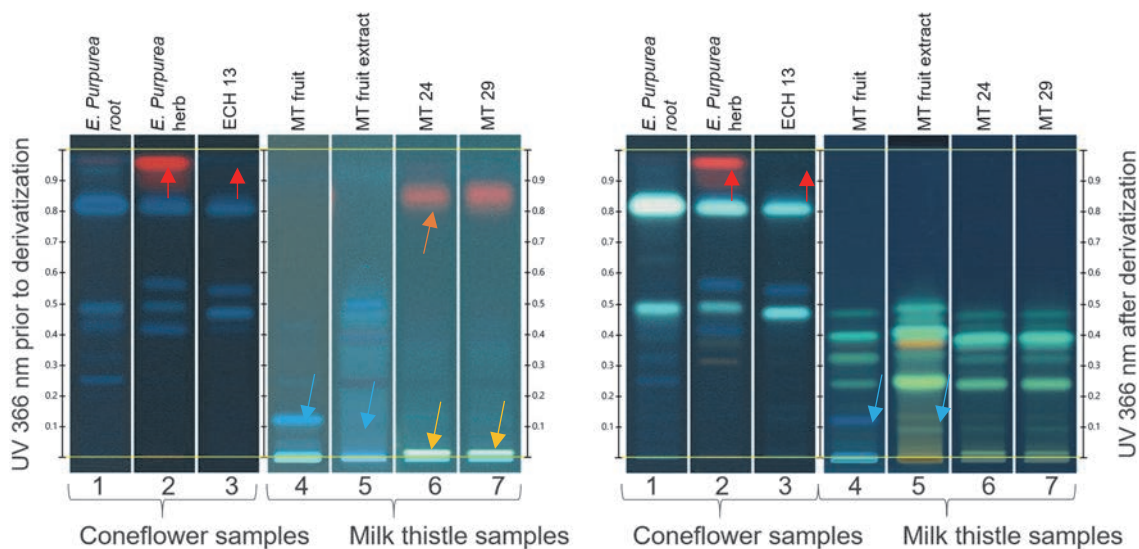 E. Purpurea
root
E. Purpurea
herb
ECH 13
MT fruit
MT fruit extract
MT 24
MT 29
E. Purpurea
root
E. Purpurea
herb
ECH 13
MT fruit
MT fruit extract
MT 24
MT 29
UV 366 nm prior to derivatization
0.9
0.8
0.7
0.6
0.5
0.4
0.3
0.2
0.1
0.9
0.8
0.7
0.6
0.5
0.4
0.3
0.2
0.1
0.9
0.8
0.7
0.6
0.5
0.4
0.3
0.2
0.1
0.9
0.8
0.7
0.6
0.5
0.4
0.3
0.2
0.1
UV 366 nm after derivatization
1 2 3 4 5 6 7
1 2 3 4 5 6 7
Coneflower samples
Milk thistle samples
Coneflower samples
Milk thistle samples